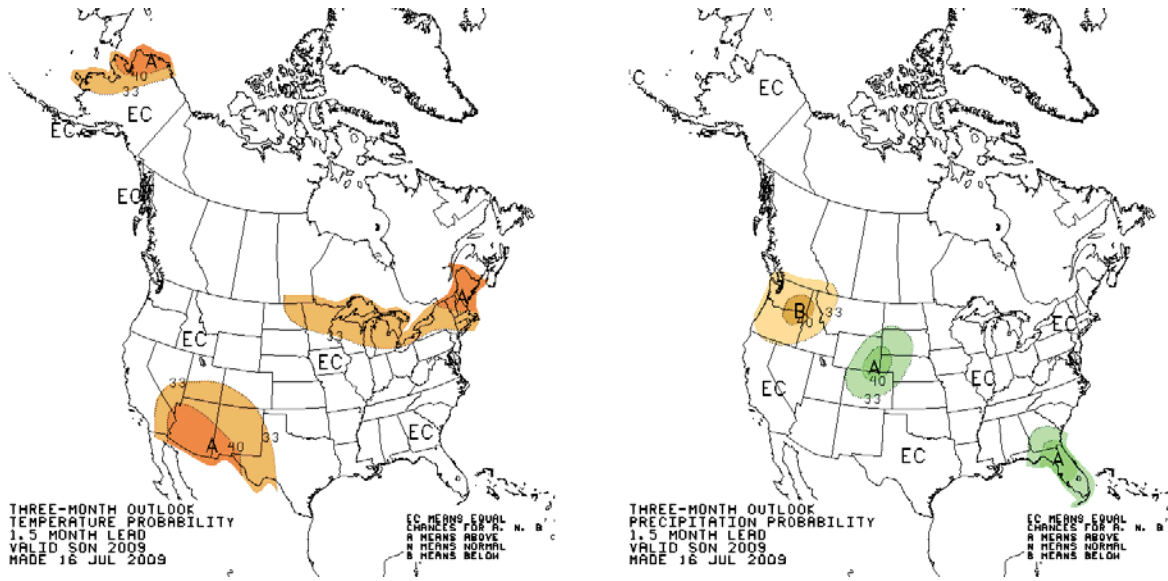 A
40
33
EC
EC
EC
A
33
EC
EC
33
33
A 40
EC
THREE-MONTH OUTLOOK
TEMPERATURE PROBABILITY
1.5 MONTH LEAD
VALID SON 2009
MADE 16 JUL 2009
EC MEANS EQUAL
CHANCES FOR A, N, B
A MEANS ABOVE
N MEANS NORMAL
B MEANS BELOW
C
EC
B
40
33
EC
A
40
33
EC
EC
EC
A
THREE-MONTH OUTLOOK
PRECIPITATION PROBABILITY
1.5 MONTH LEAD
VALID SON 2009
MADE 16 JUL 2009
EC MEANS EQUAL
CHANCES FOR A, N, B
A MEANS ABOVE
N MEANS NORMAL
B MEANS BELOW